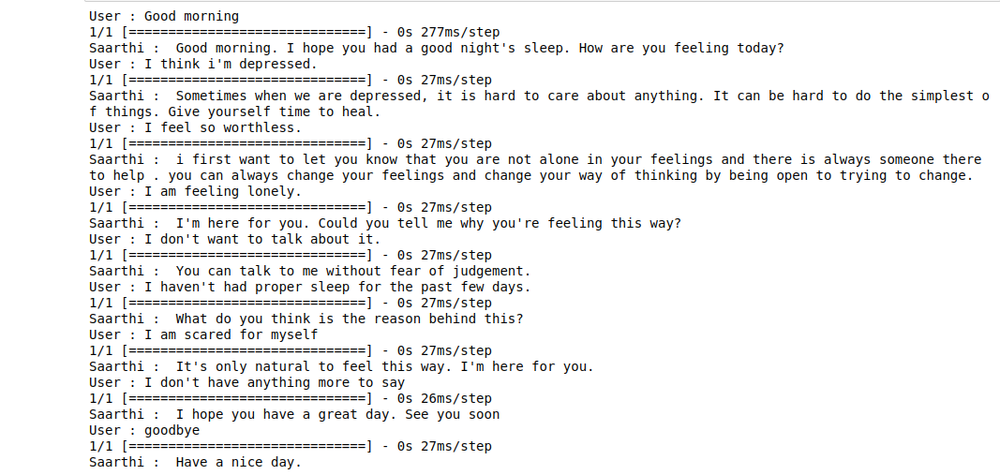 User : Good morning
1/1 [==============================] - 0s 277ms/step
Saarthi :  Good morning. I hope you had a good night's sleep. How are you feeling today?
User : I think i'm depressed.
1/1 [==============================] - 0s 27ms/step
Saarthi :  Sometimes when we are depressed, it is hard to care about anything. It can be hard to do the simplest o
f things. Give yourself time to heal.
User : I feel so worthless.
1/1 [==============================] - 0s 27ms/step
Saarthi :  i first want to let you know that you are not alone in your feelings and there is always someone there
to help . you can always change your feelings and change your way of thinking by being open to trying to change.
User : I am feeling lonely.
1/1 [==============================] - 0s 27ms/step
Saarthi :  I'm here for you. Could you tell me why you're feeling this way?
User : I don't want to talk about it.
1/1 [==============================] - 0s 27ms/step
Saarthi :  You can talk to me without fear of judgement.
User : I haven't had proper sleep for the past few days.
1/1 [==============================] - 0s 27ms/step
Saarthi :  What do you think is the reason behind this?
User : I am scared for myself
1/1 [==============================] - 0s 27ms/step
Saarthi :  It's only natural to feel this way. I'm here for you.
User : I don't have anything more to say
1/1 [==============================] - 0s 26ms/step
Saarthi :  I hope you have a great day. See you soon
User : goodbye
1/1 [==============================] - 0s 27ms/step
Saarthi :  Have a nice day.